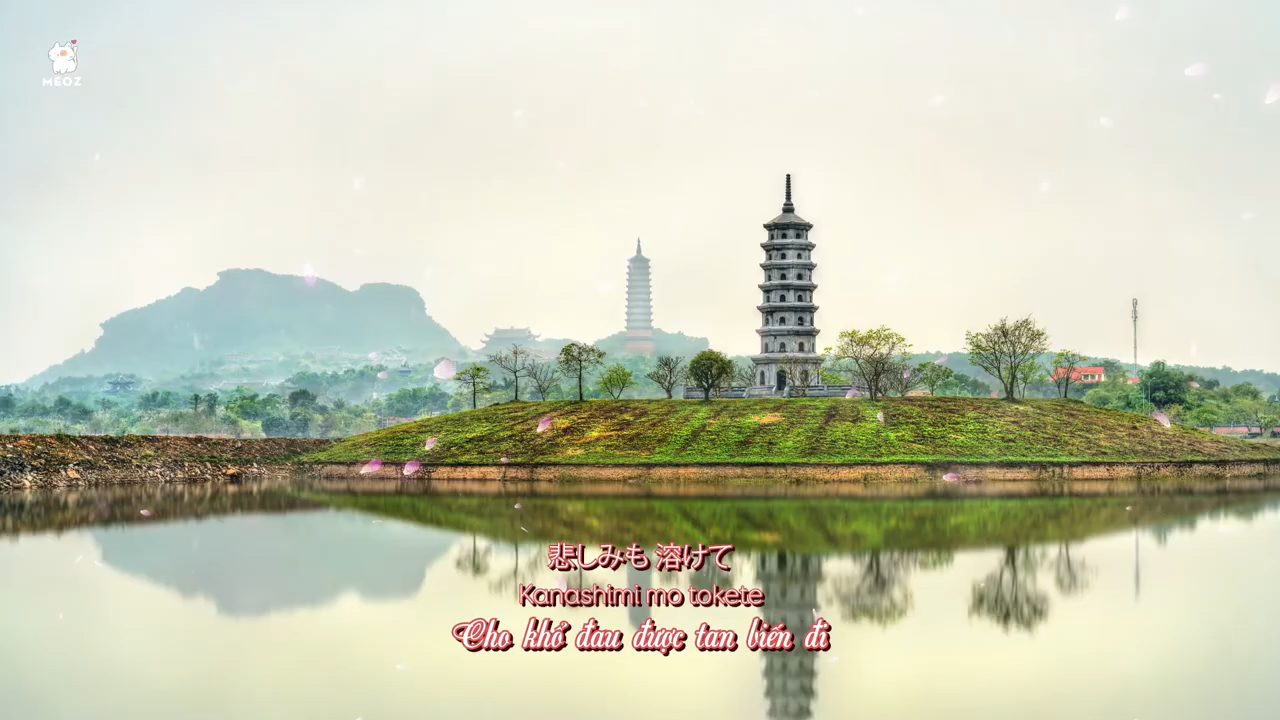 MEOZ
悲しみも 溶けて
Kanashimi mo tokete
Cho khổ đau được tan biến đi